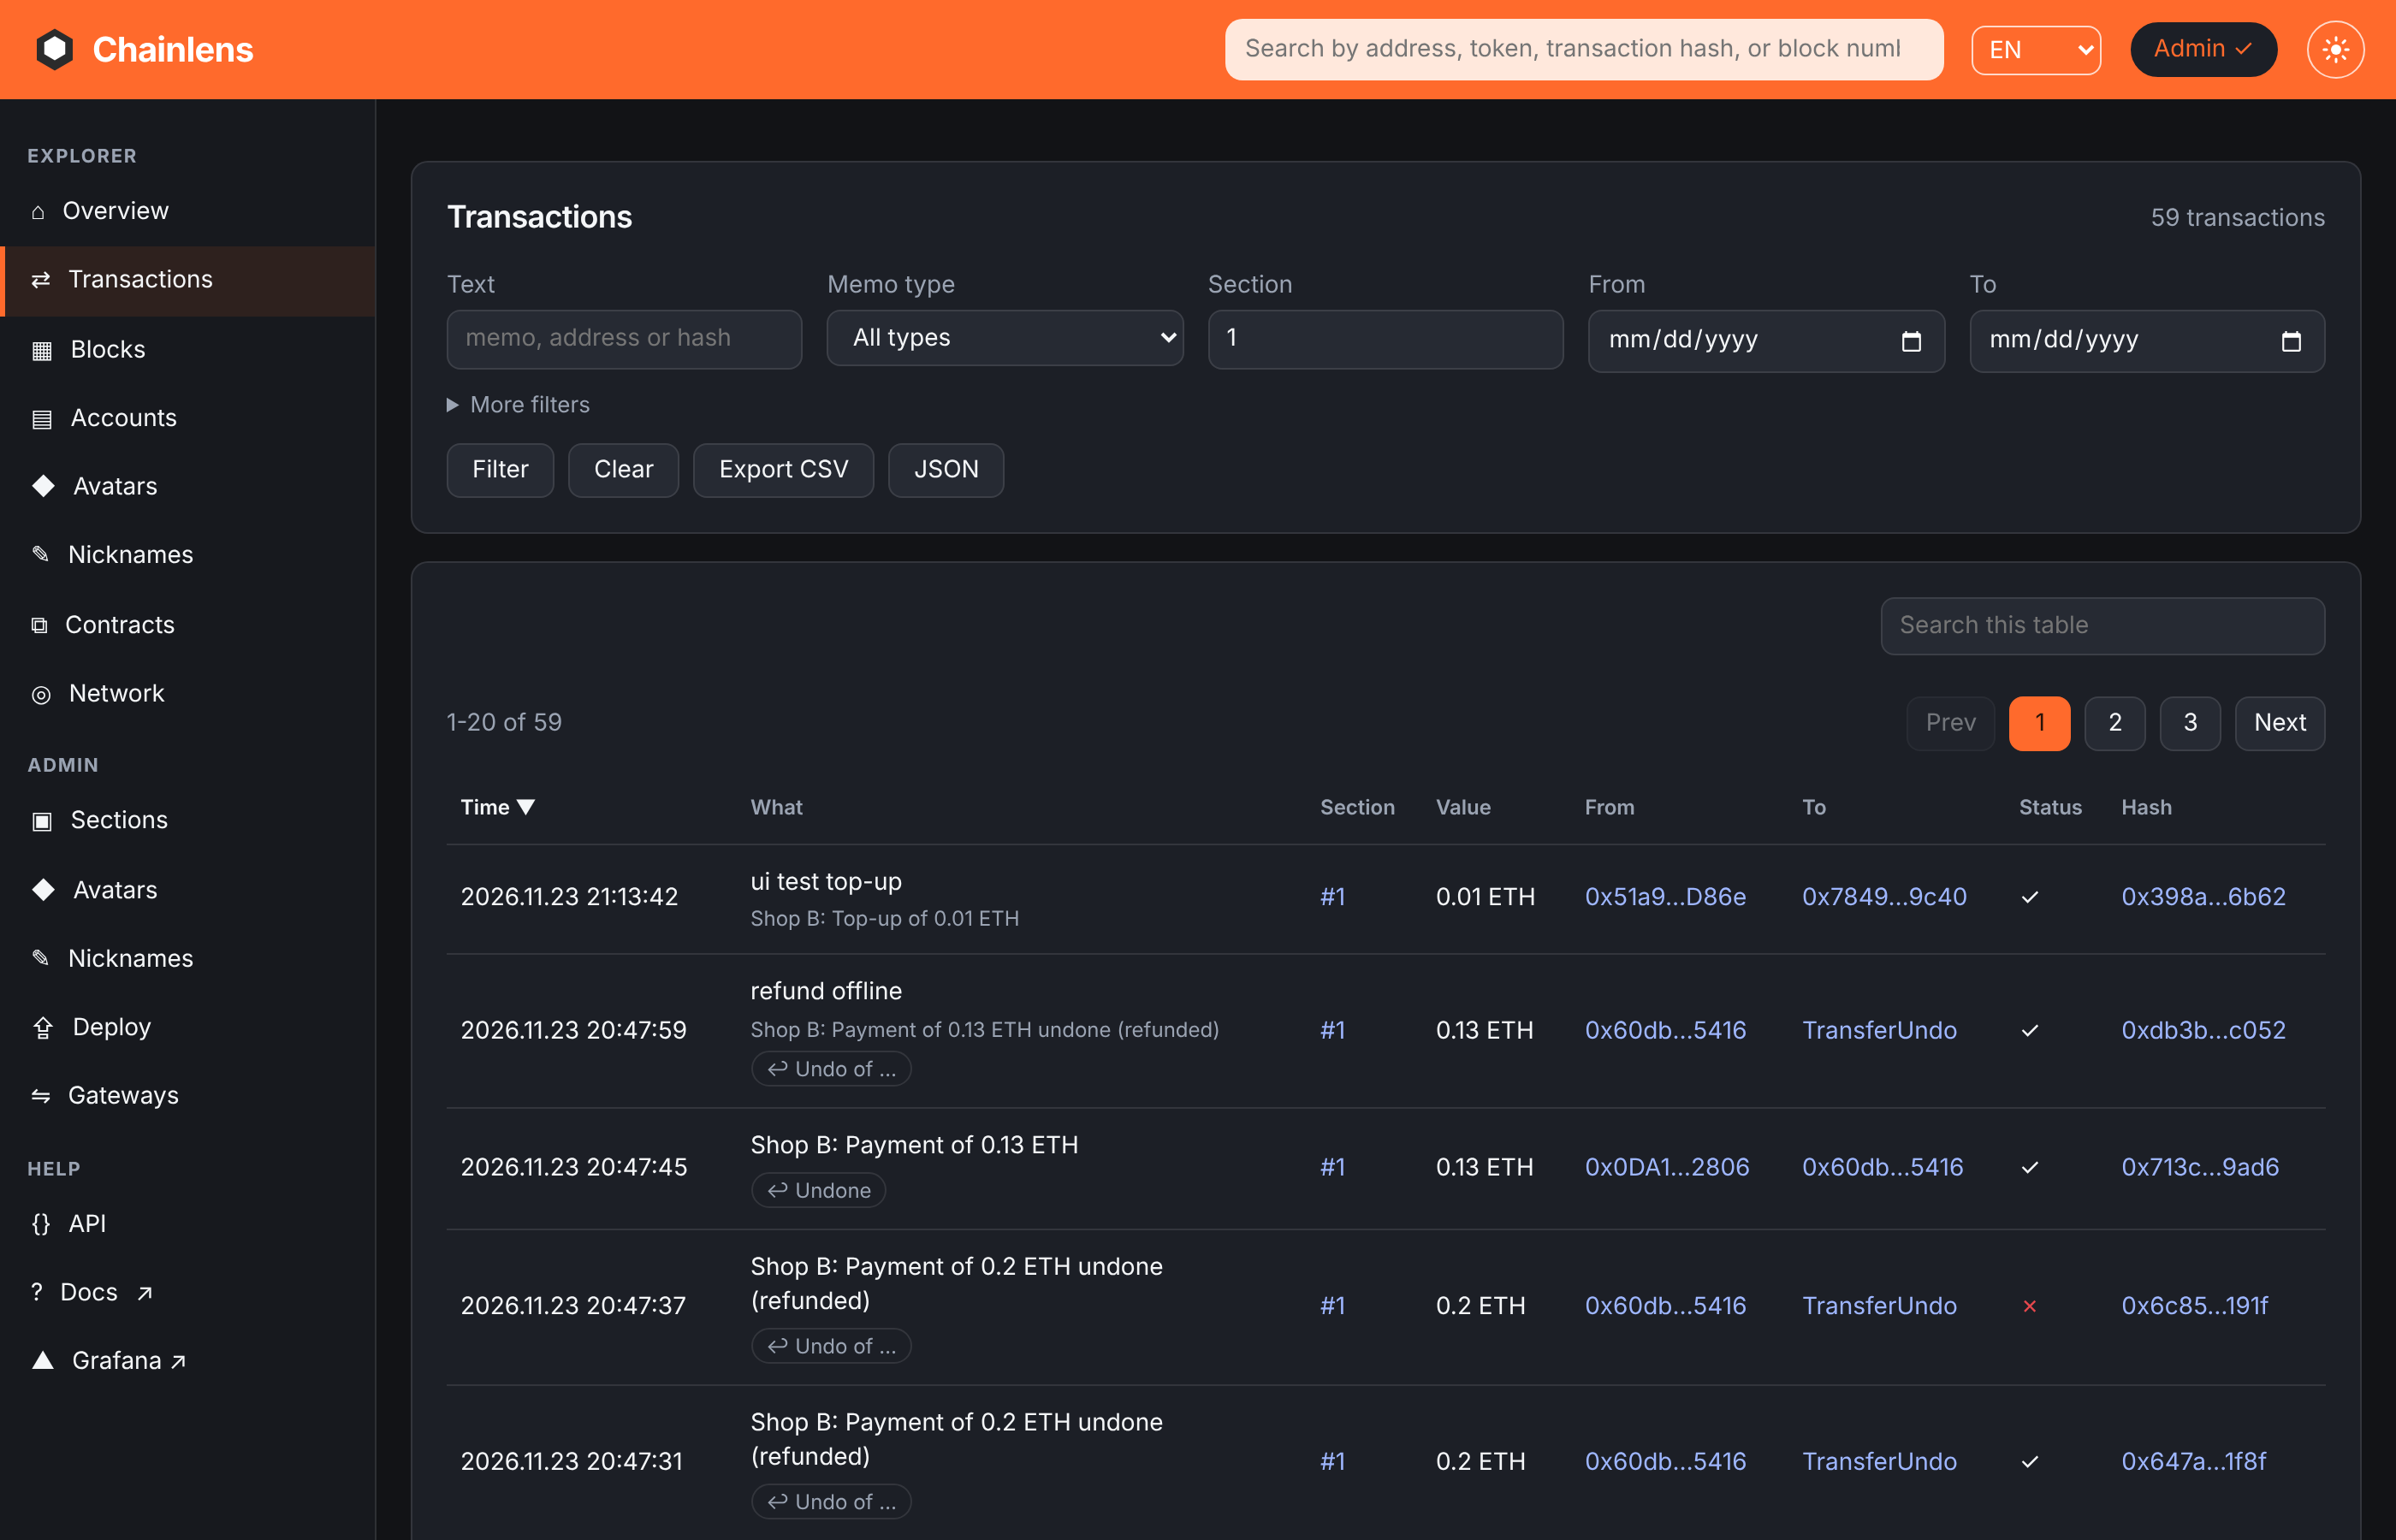 Chainlens
Search by address, token, transaction hash, or block numl
EN
Admin ✓
EXPLORER
Overview
Transactions
Blocks
Accounts
Avatars
Nicknames
Contracts
Network
ADMIN
Sections
Avatars
Nicknames
Deploy
Gateways
HELP
{} API
? Docs ↗
Grafana ↗
Transactions
59 transactions
Text
Memo type
Section
From
To
memo, address or hash
All types
1
mm/dd/yyyy
mm/dd/yyyy
▶ More filters
Filter
Clear
Export CSV
JSON
Search this table
1-20 of 59
Prev
1
2
3
Next
Time ▼ What Section Value From To Status Hash
2026.11.23 21:13:42
ui test top-up
Shop B: Top-up of 0.01 ETH
#1 0.01 ETH 0x51a9...D86e 0x7849...9c40 ✓ 0x398a...6b62
2026.11.23 20:47:59
refund offline
Shop B: Payment of 0.13 ETH undone (refunded)
↩ Undo of ...
#1 0.13 ETH 0x60db...5416 TransferUndo ✓ 0xdb3b...c052
2026.11.23 20:47:45
Shop B: Payment of 0.13 ETH
↩ Undone
#1 0.13 ETH 0x0DA1...2806 0x60db...5416 ✓ 0x713c...9ad6
2026.11.23 20:47:37
Shop B: Payment of 0.2 ETH undone
(refunded)
↩ Undo of ...
#1 0.2 ETH 0x60db...5416 TransferUndo × 0x6c85...191f
2026.11.23 20:47:31
Shop B: Payment of 0.2 ETH undone
(refunded)
↩ Undo of ...
#1 0.2 ETH 0x60db...5416 TransferUndo ✓ 0x647a...1f8f